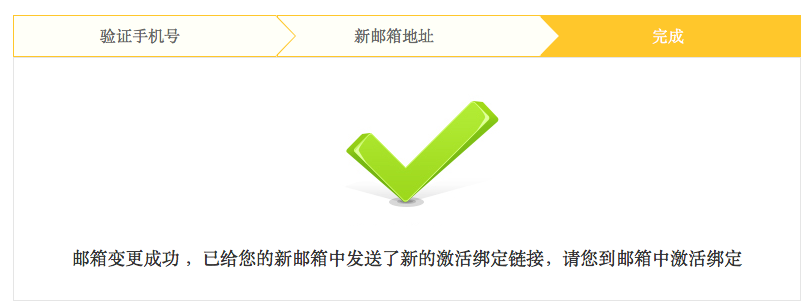 验证手机号
新邮箱地址
完成
邮箱变更成功 ，已给您的新邮箱中发送了新的激活绑定链接，请您到邮箱中激活绑定